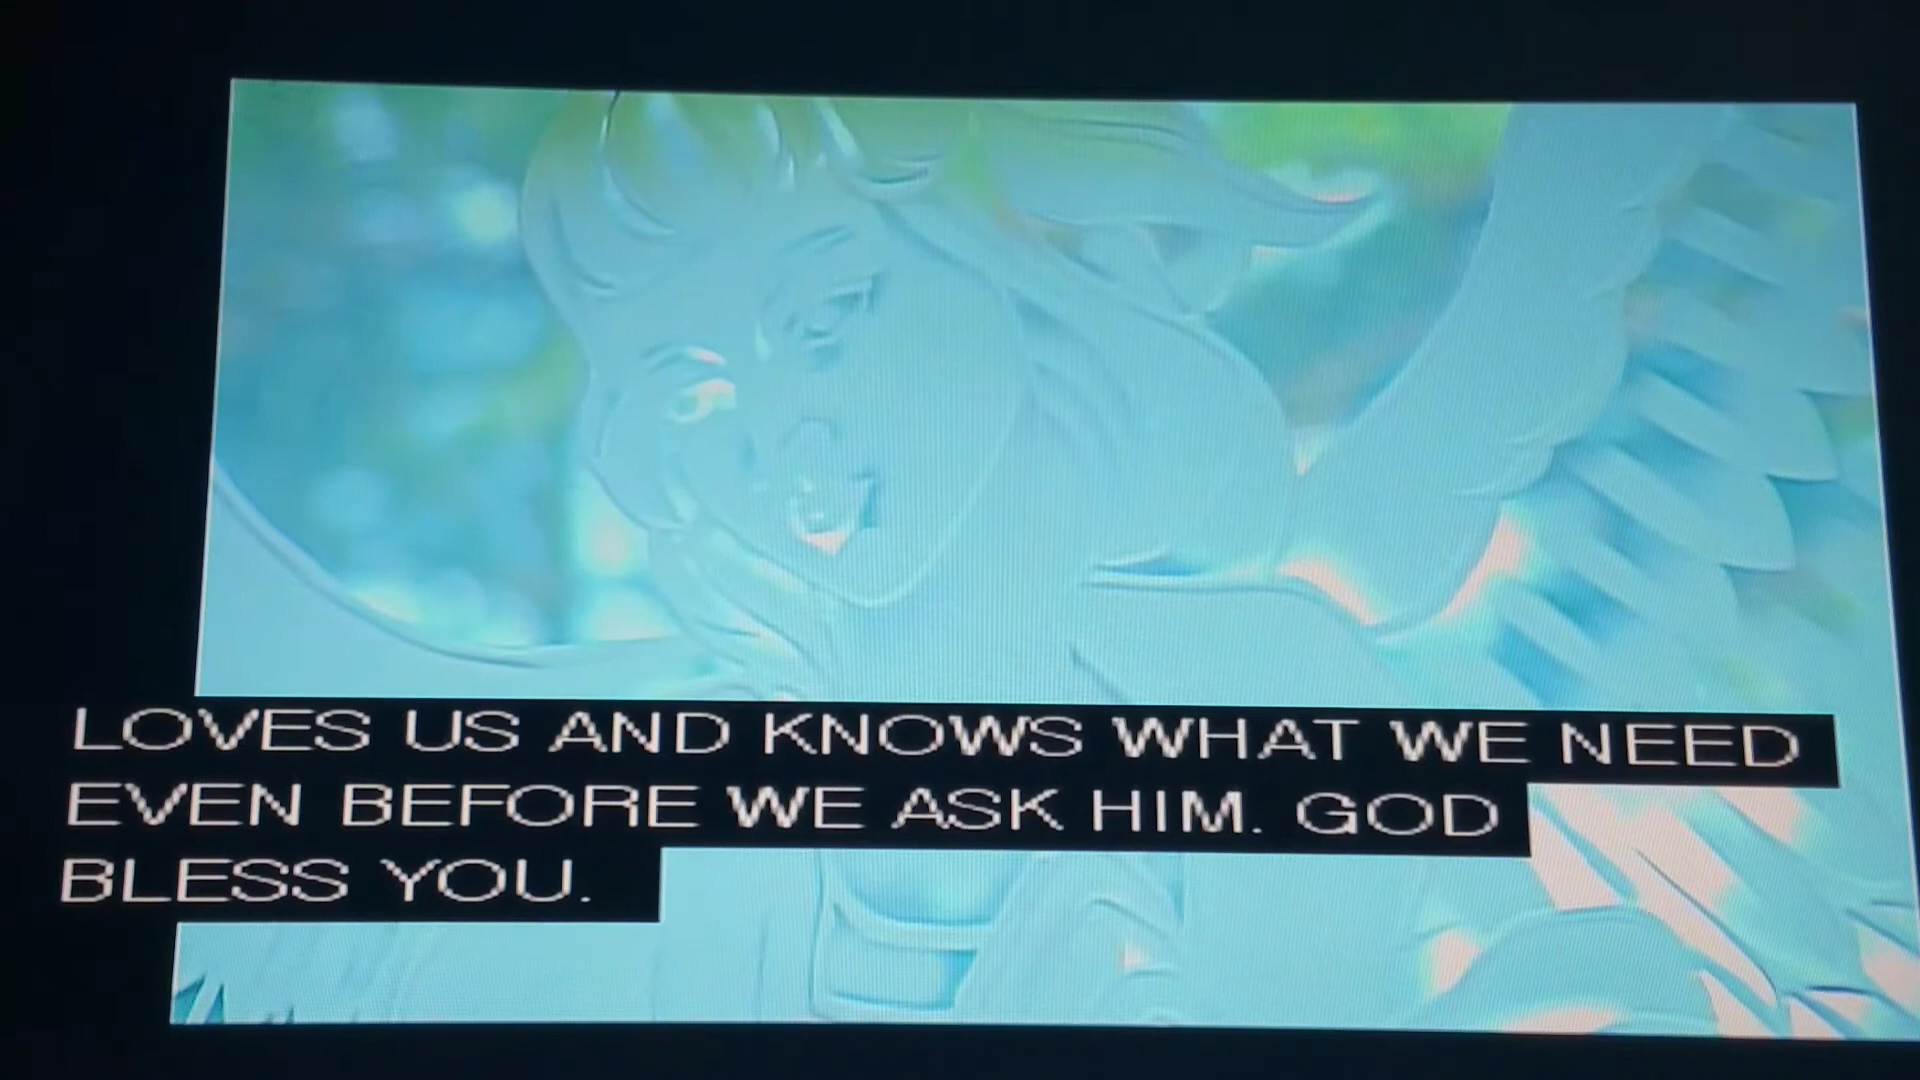 LOVES US AND KNOWS WHAT WE NEED
EVEN BEFORE WE ASK HIM. GOD
BLESS YOU.